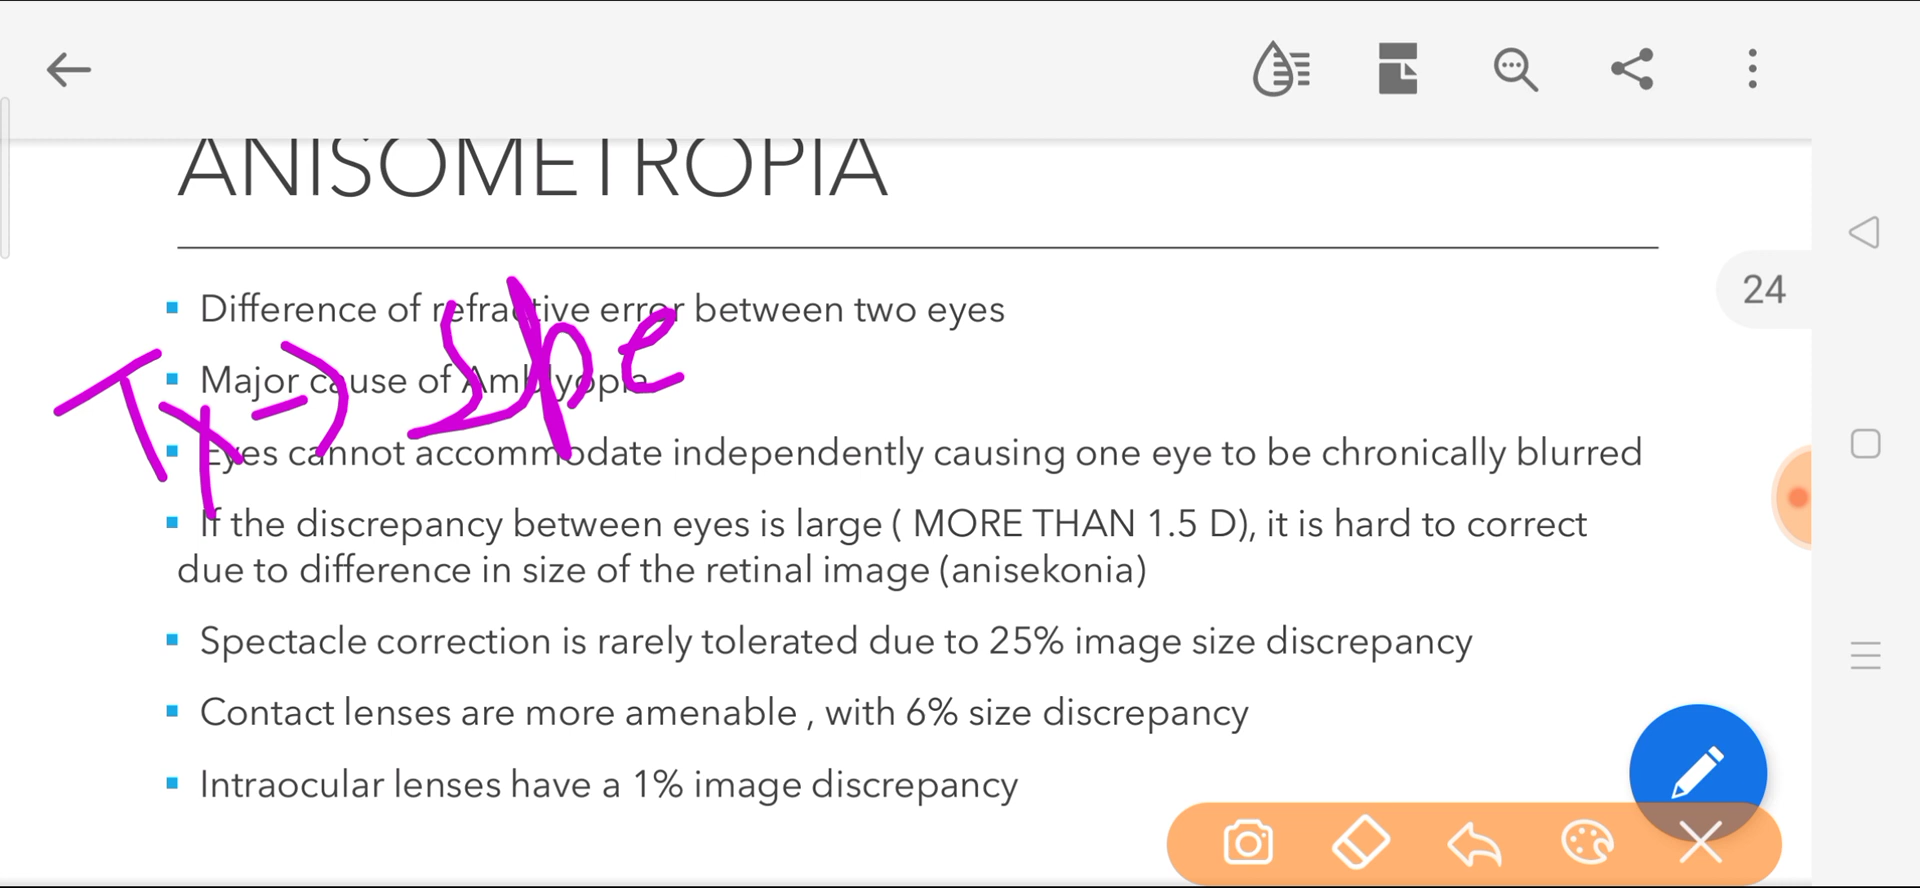 ANISOMETROPIA
24
Difference of refractive error between two eyes
Major cause of Amblyopia
Tx → Spe
Eyes cannot accommodate independently causing one eye to be chronically blurred
If the discrepancy between eyes is large ( MORE THAN 1.5 D), it is hard to correct
due to difference in size of the retinal image (anisekonia)
Spectacle correction is rarely tolerated due to 25% image size discrepancy
Contact lenses are more amenable , with 6% size discrepancy
Intraocular lenses have a 1% image discrepancy